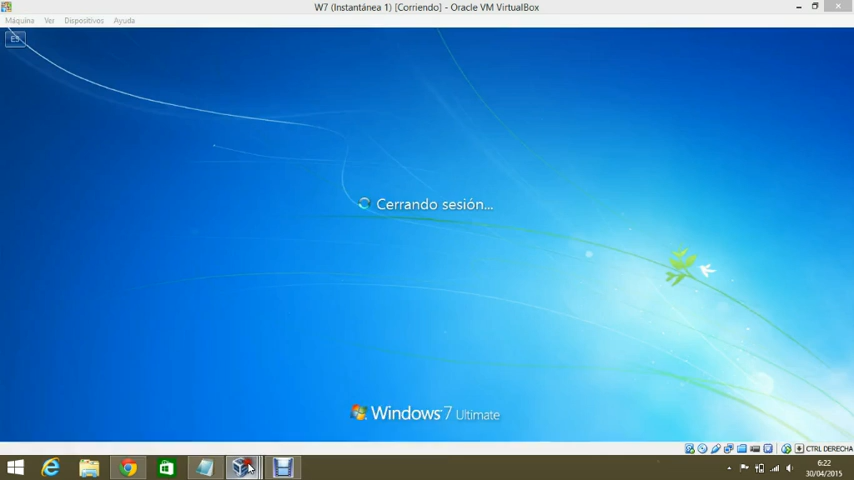 W7 (Instantánea 1) [Corriendo] - Oracle VM VirtualBox
Máquina Ver Dispositivos Ayuda
ES
Cerrando sesión...
Windows 7 Ultimate
CTRL DERECHA
6:22
30/04/2015